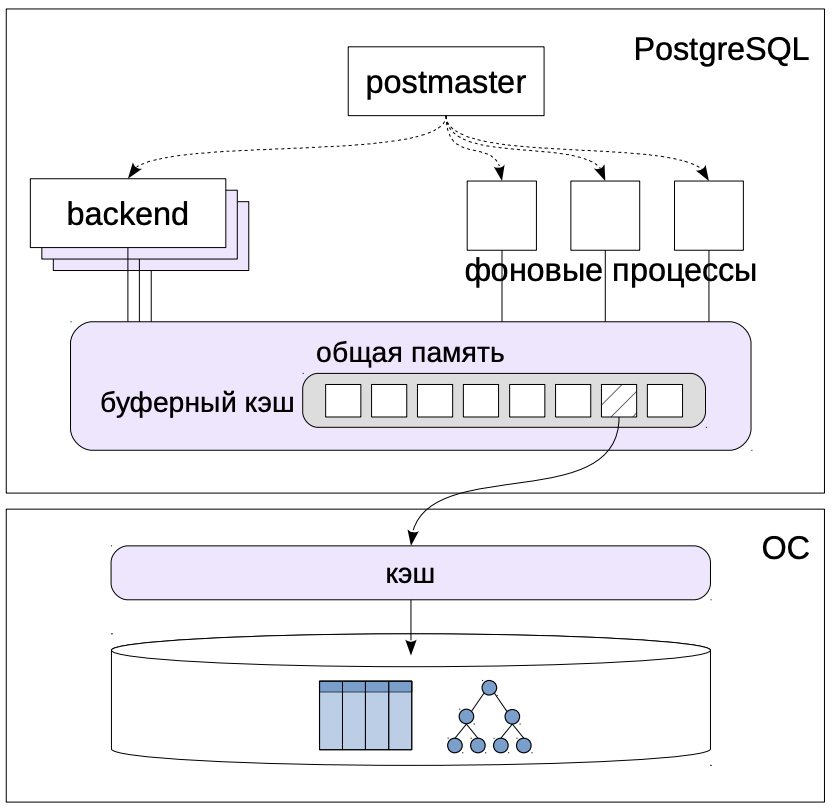 PostgreSQL
postmaster
backend
фоновые процессы
общая память
буферный кэш
ОС
кэш